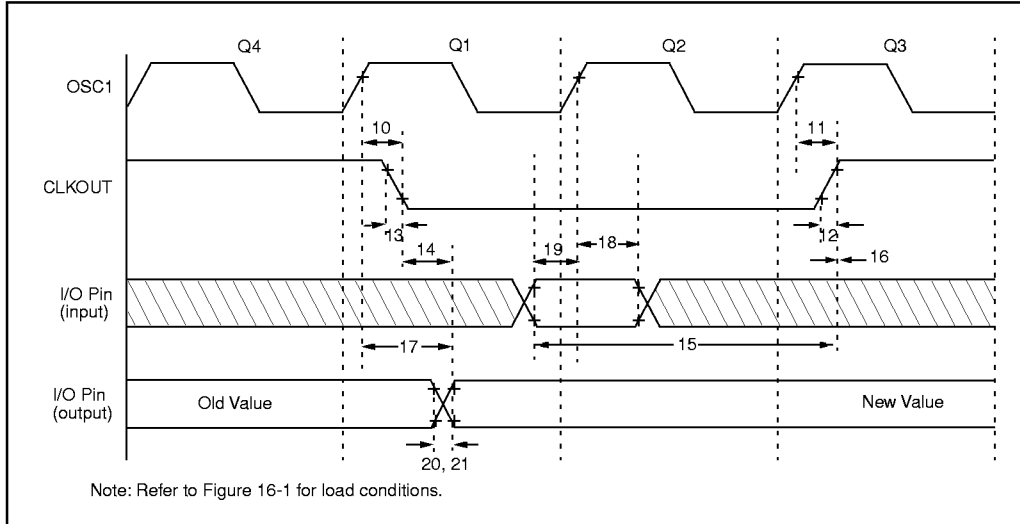 Q4 Q1 Q2 Q3
OSC1
10 11
CLKOUT
13 12
14 19 18 16
I/O Pin
(input)
17 15
I/O Pin
(output)
Old Value New Value
20, 21
Note: Refer to Figure 16-1 for load conditions.